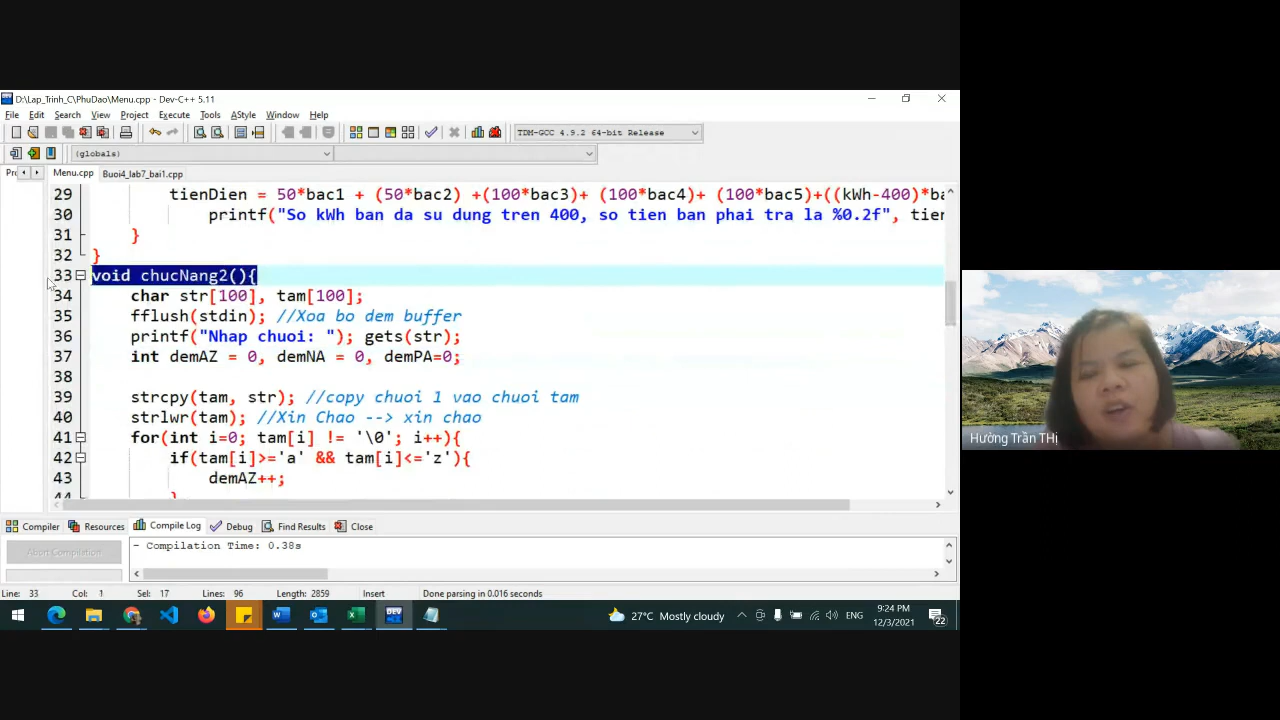 D:\Lap_Trinh_C\PhuDao\Menu.cpp - Dev-C++ 5.11
File Edit Search View Project Execute Tools AStyle Window Help
TDM-GCC 4.9.2 64-bit Release
(globals)
Menu.cpp Buoi4_lab7_bai1.cpp
29 tienDien = 50*bac1 + (50*bac2) +(100*bac3)+ (100*bac4)+ (100*bac5)+((kWh-400)*ba
30 printf("So kWh ban da su dung tren 400, so tien ban phai tra la %0.2f", tien
31 }
32 }
33 void chucNang2(){
34 char str[100], tam[100];
35 fflush(stdin); //Xoa bo dem buffer
36 printf("Nhap chuoi: "); gets(str);
37 int demAZ = 0, demNA = 0, demPA=0;
38
39 strcpy(tam, str); //copy chuoi 1 vao chuoi tam
40 strlwr(tam); //Xin Chao --> xin chao
41 for(int i=0; tam[i] != '\0'; i++){
42 if(tam[i]>='a' && tam[i]<='z'){
43 demAZ++;
44 }
Compiler Resources Compile Log Debug Find Results Close
Abort Compilation
- Compilation Time: 0.38s
Line: 33 Col: 1 Sel: 17 Lines: 96 Length: 2859 Insert Done parsing in 0.016 seconds
27°C Mostly cloudy ENG
9:24 PM
12/3/2021
22
Hường Trần THị